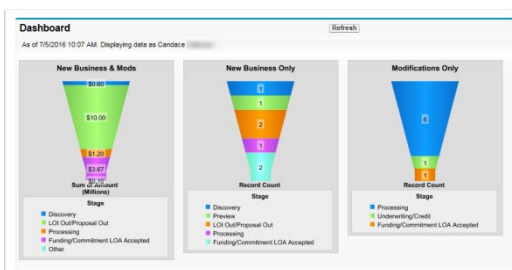 Dashboard
Refresh
As of 7/5/2016 10:07 AM. Displaying data as Candace
New Business & Mods
$0.80
$10.00
$1.20
$3.67
$0.10
Sum of Amount
(Millions)
Stage
Discovery
LOI Out/Proposal Out
Processing
Funding/Commitment LOA Accepted
Other
New Business Only
1
1
2
1
2
Record Count
Stage
Discovery
Preview
LOI Out/Proposal Out
Processing
Funding/Commitment LOA Accepted
Modifications Only
1
1
Record Count
Stage
Processing
Underwriting/Credit
Funding/Commitment LOA Accepted